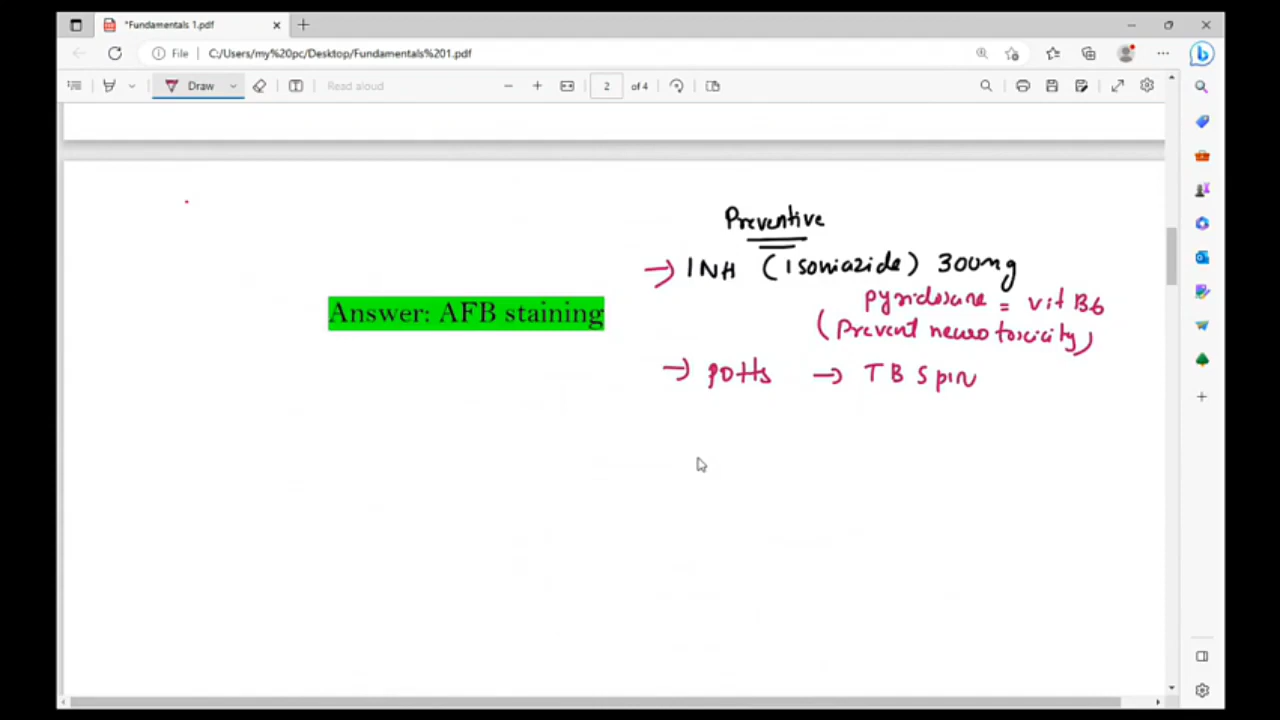 *Fundamentals 1.pdf
File C:/Users/my%20pc/Desktop/Fundamentals%201.pdf
Draw Read aloud 2 of 4
Preventive
→ INH (Isoniazide) 300mg
pyridoxine = vit B6
Answer: AFB staining
(Prevent neurotoxicity)
→ potts → TB Spin